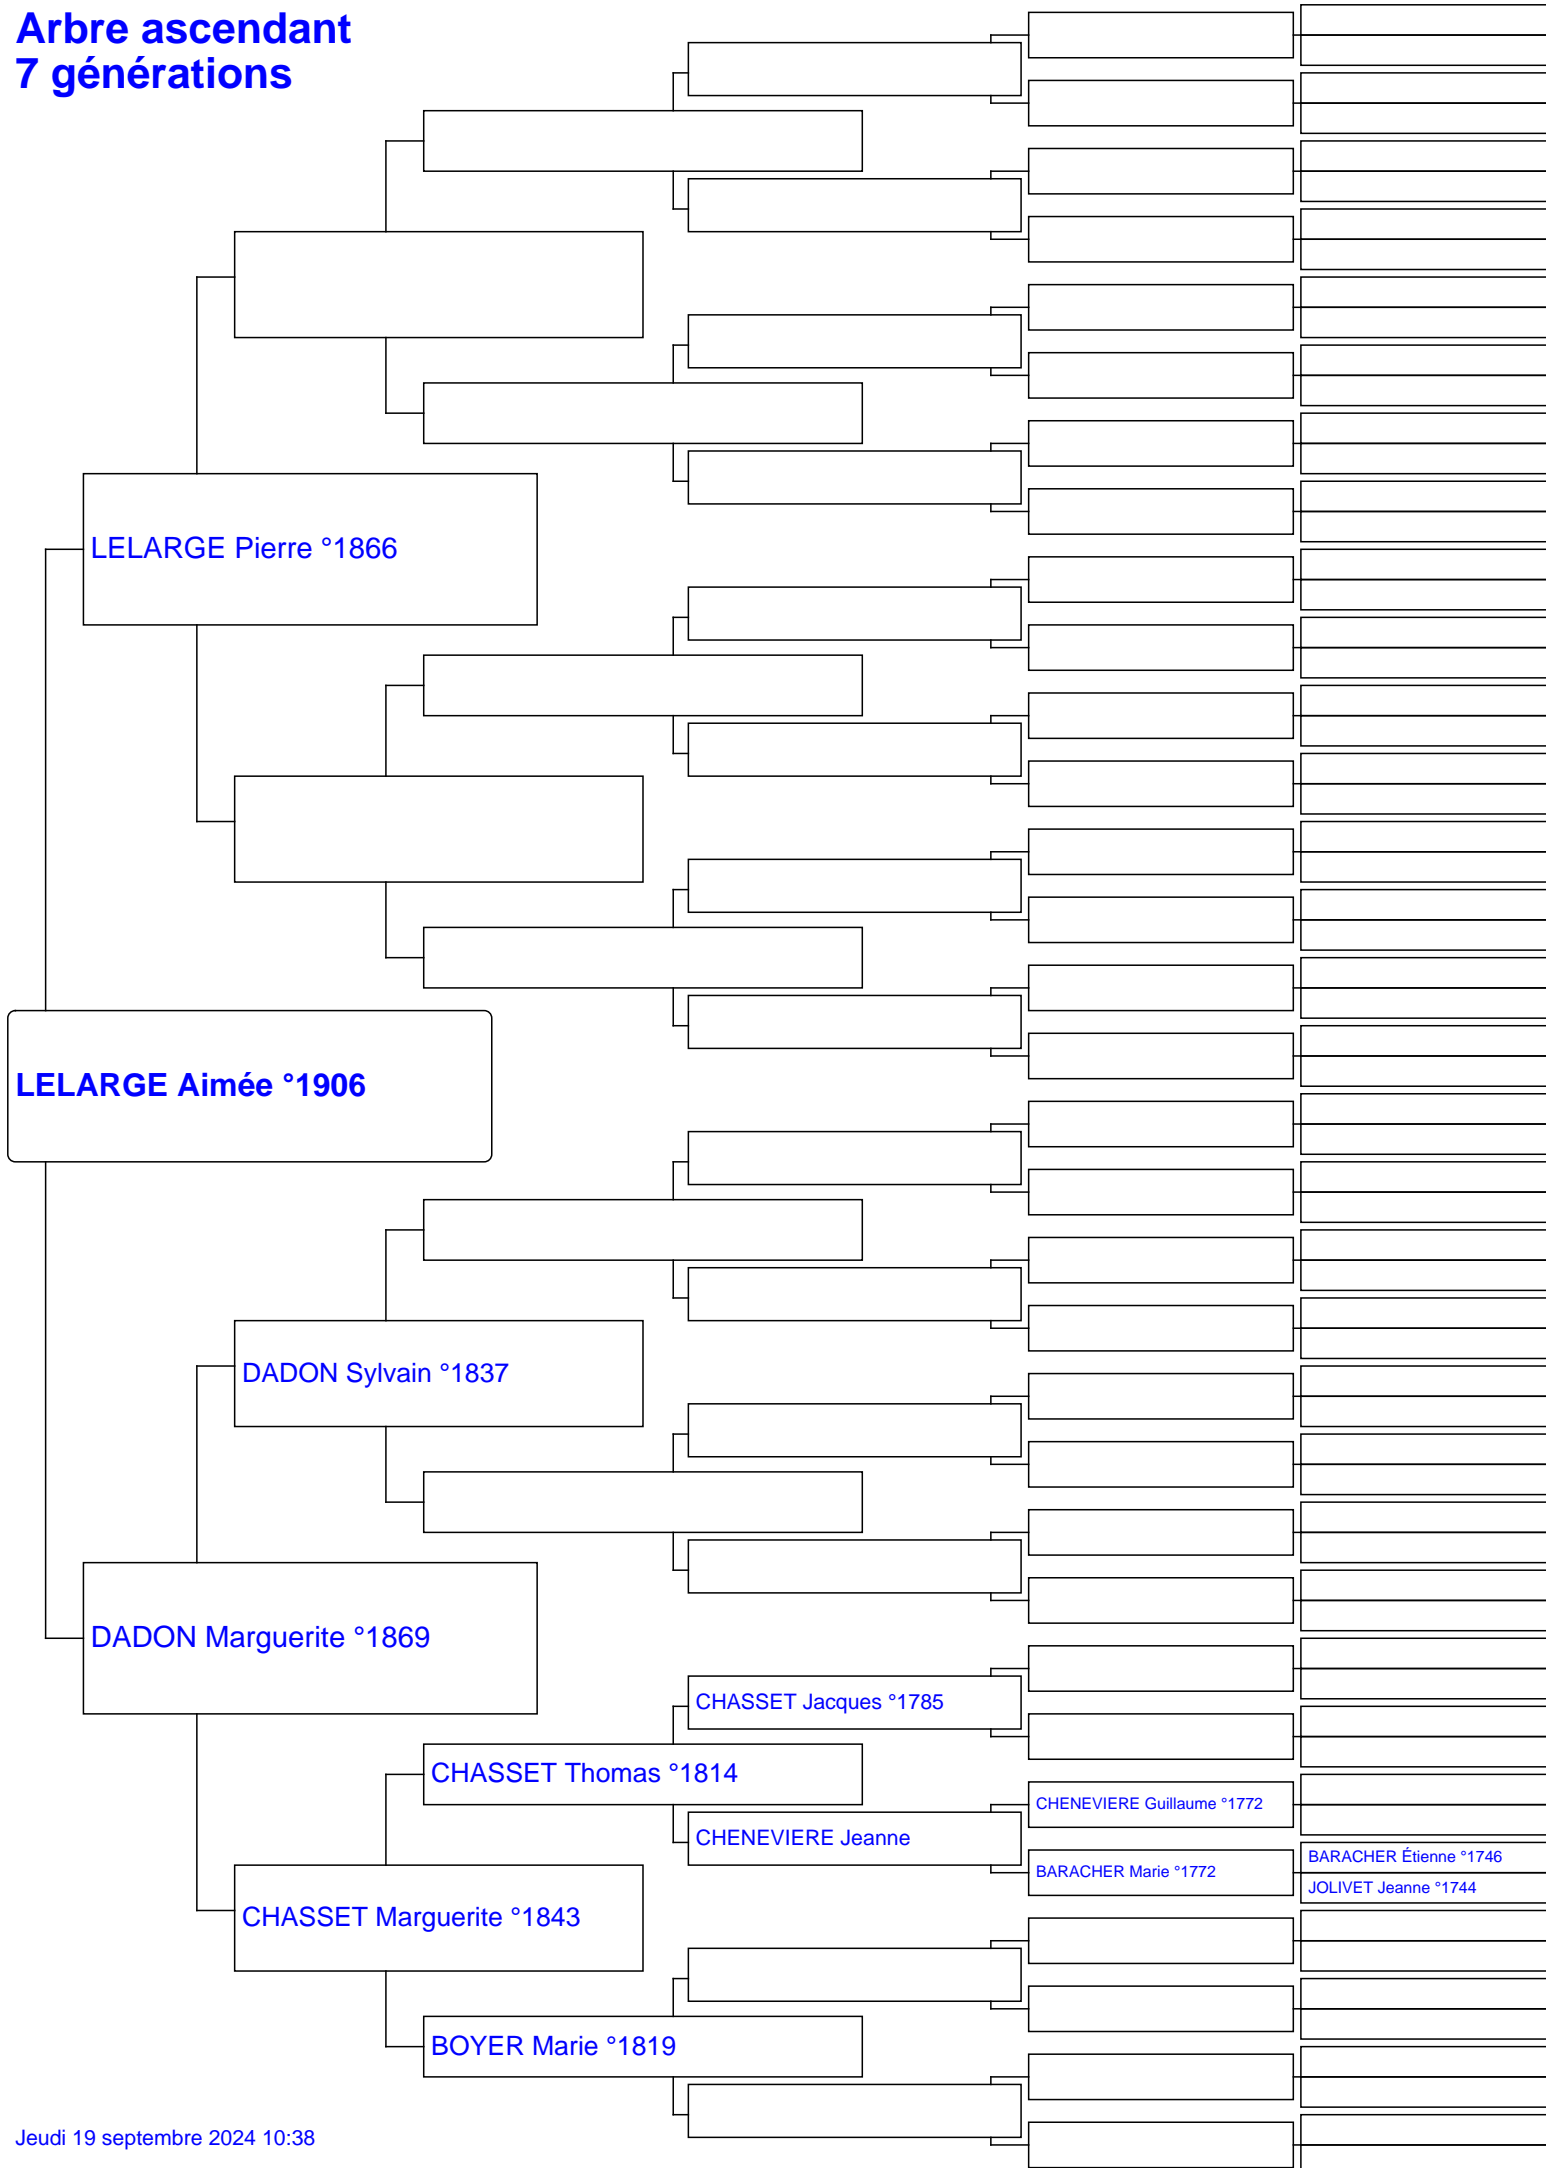 Arbre ascendant
7 générations
LELARGE Pierre °1866
LELARGE Aimée °1906
DADON Sylvain °1837
DADON Marguerite °1869
CHASSET Jacques °1785
CHASSET Thomas °1814
CHENEVIERE Guillaume °1772
CHENEVIERE Jeanne
BARACHER Étienne °1746
BARACHER Marie °1772
JOLIVET Jeanne °1744
CHASSET Marguerite °1843
BOYER Marie °1819
Jeudi 19 septembre 2024 10:38